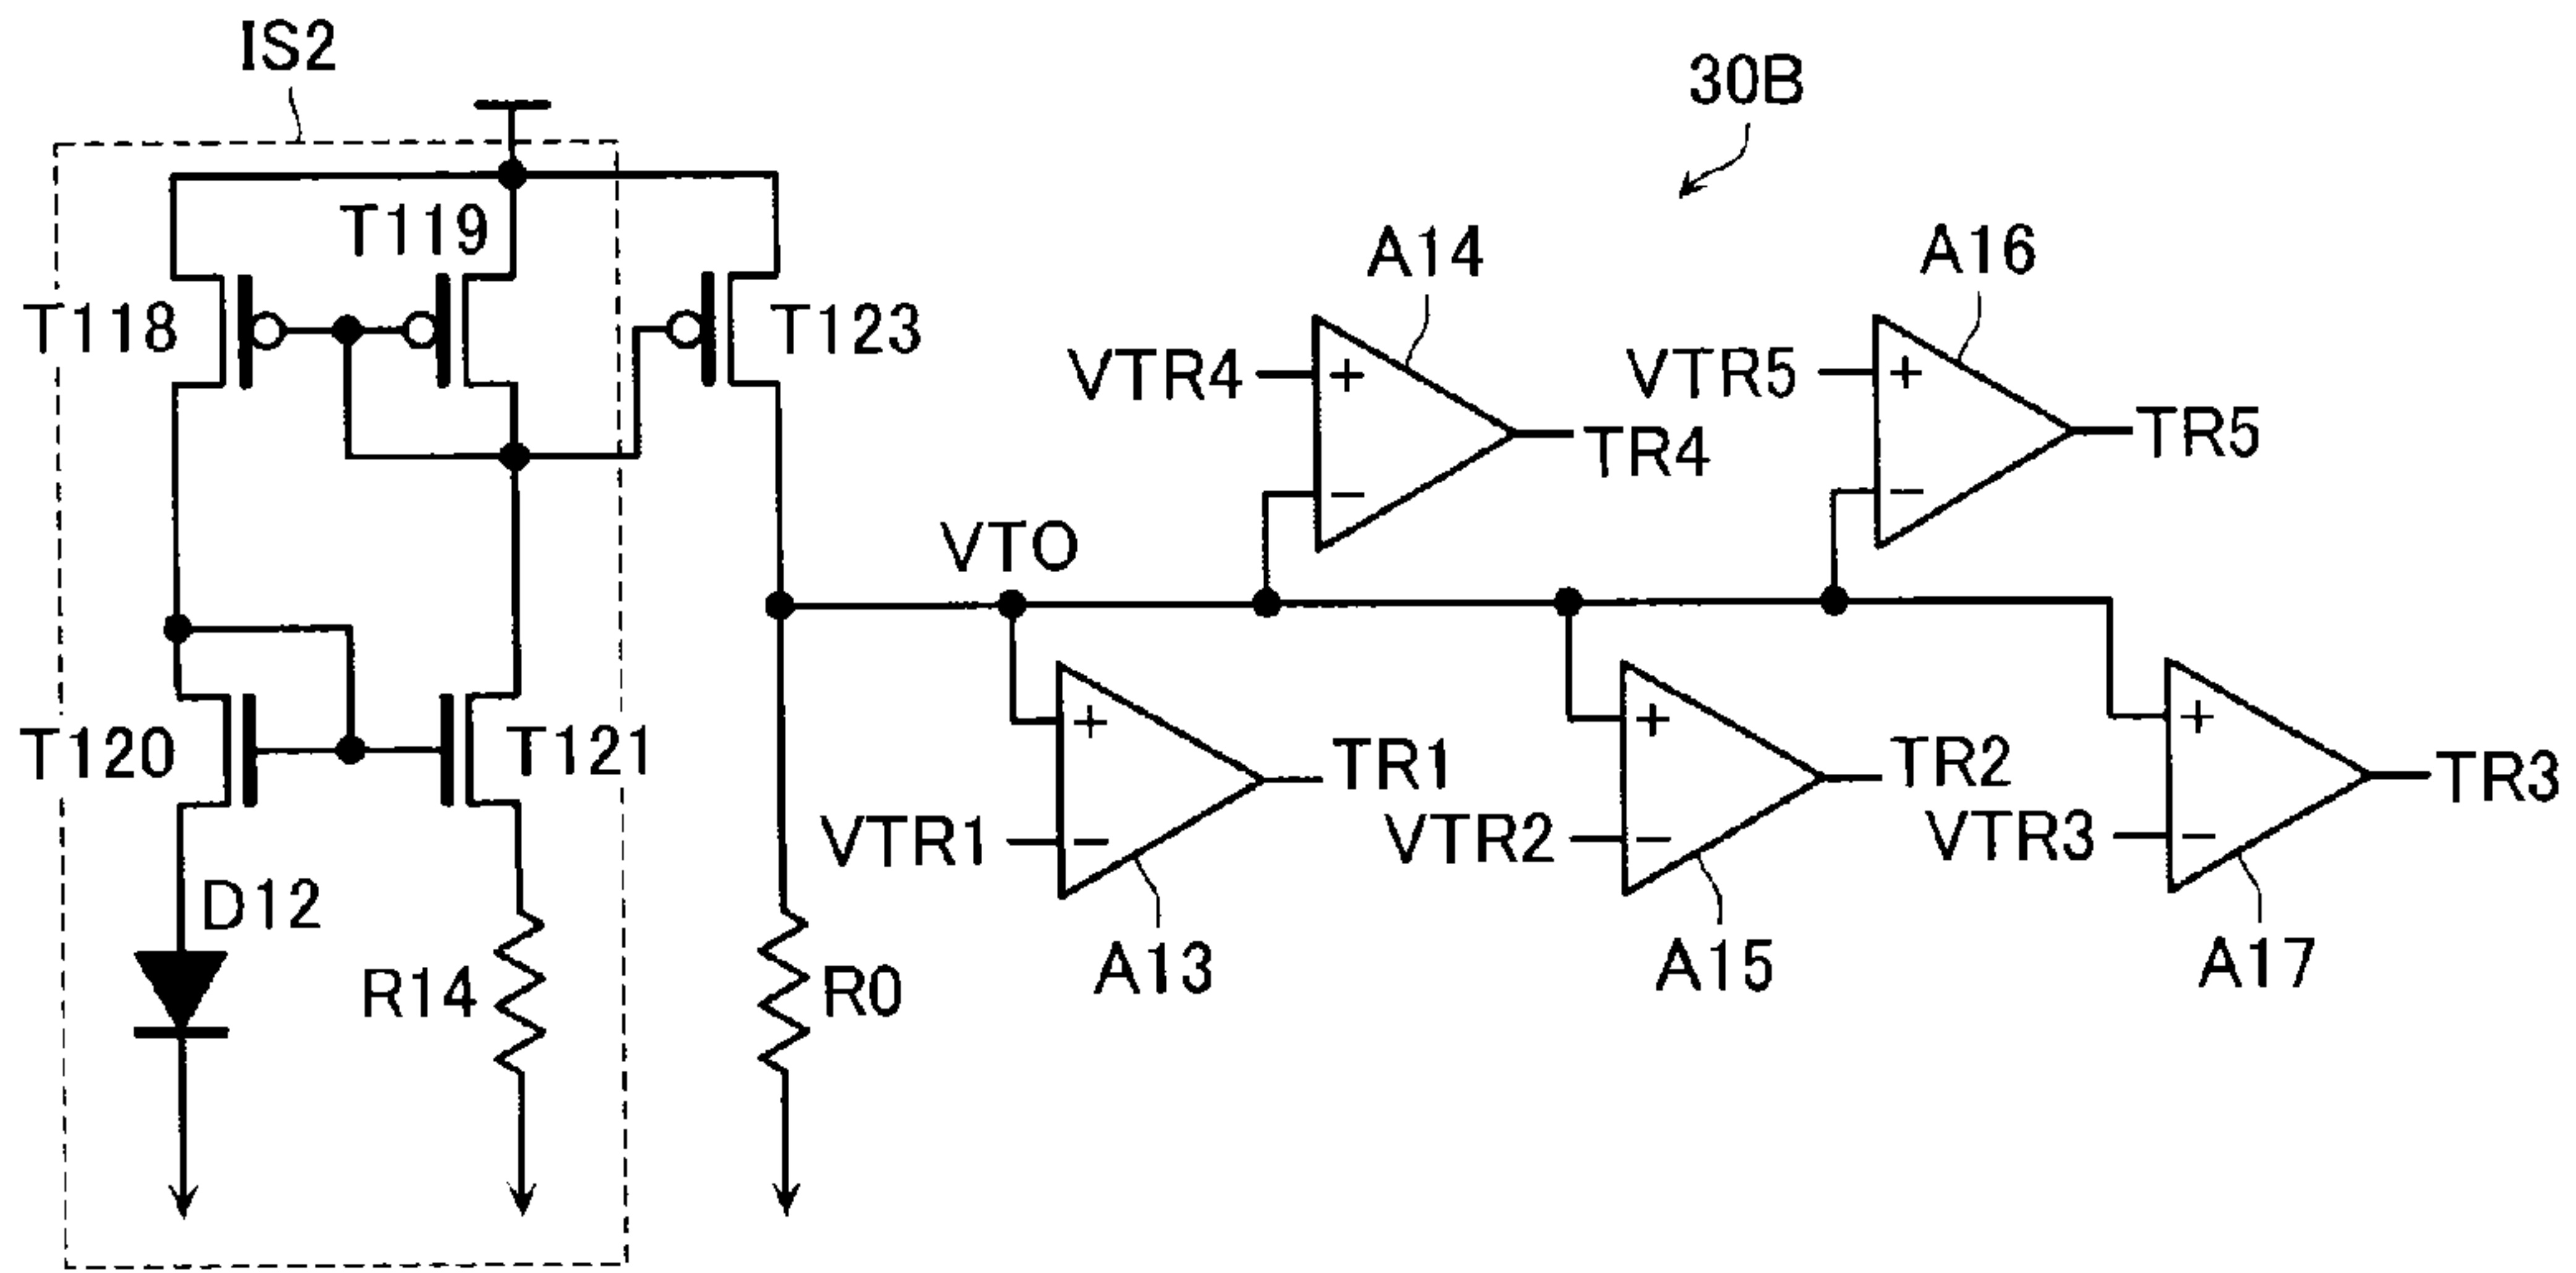 IS2
30B
T119
A14
A16
T118
T123
VTR4
+
VTR5
+
TR4
TR5
−
−
VTO
T120
T121
+
+
+
TR1
TR2
TR3
VTR1
−
VTR2
−
VTR3
−
D12
R14
R0
A13
A15
A17